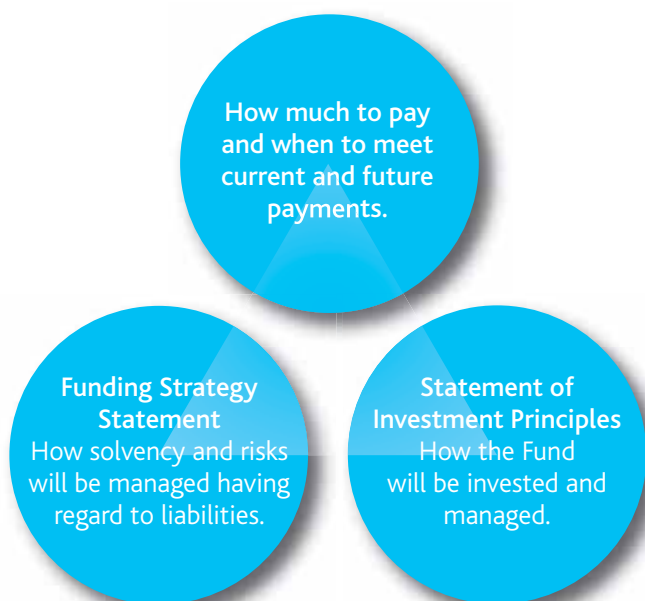 How much to pay
and when to meet
current and future
payments.
Funding Strategy
Statement
How solvency and risks
will be managed having
regard to liabilities.
Statement of
Investment Principles
How the Fund
will be invested and
managed.